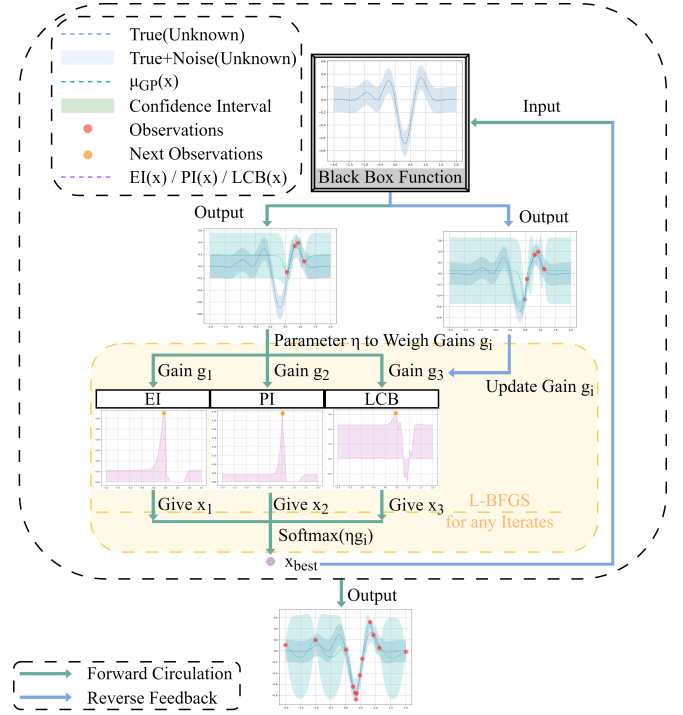 True(Unknown)
True+Noise(Unknown)
μGP(x)
Confidence Interval
Observations
Next Observations
EI(x) / PI(x) / LCB(x)
Black Box Function
Input
Output
Output
Parameter η to Weigh Gains gi
Gain g1
Gain g2
Gain g3
Update Gain gi
EI
PI
LCB
Give x1
Give x2
Give x3
L-BFGS
for any Iterates
Softmax(ηgi)
xbest
Output
Forward Circulation
Reverse Feedback